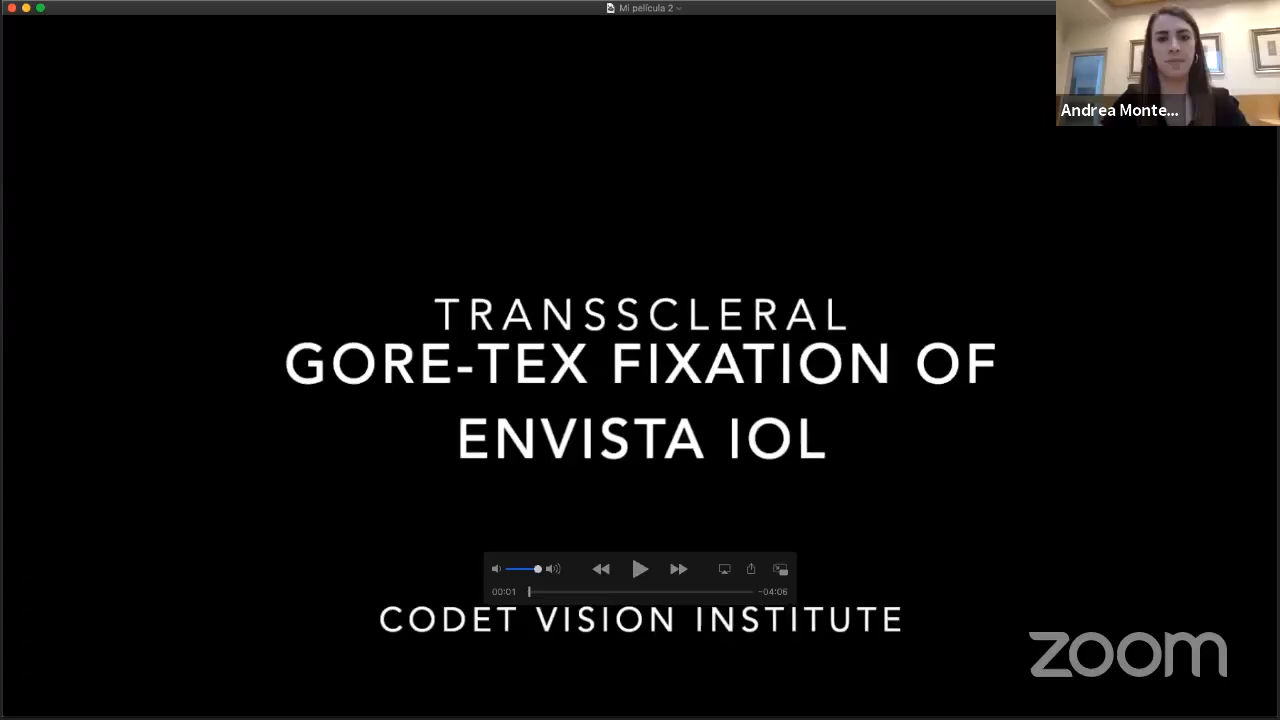 Mi película 2
Andrea Monte...
TRANSSCLERAL
GORE-TEX FIXATION OF
ENVISTA IOL
00:01
-04:06
CODET VISION INSTITUTE
zoom